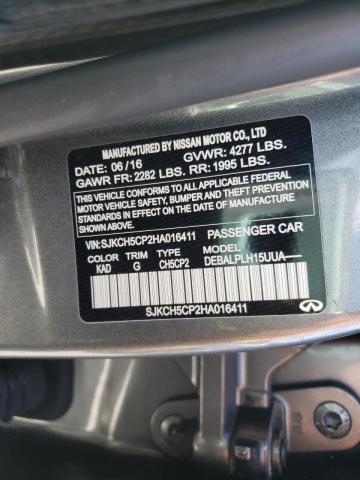 MANUFACTURED BY NISSAN MOTOR CO., LTD
DATE: 06/16 GVWR: 4277 LBS.
GAWR FR: 2282 LBS. RR: 1995 LBS.
THIS VEHICLE CONFORMS TO ALL APPLICABLE FEDERAL
MOTOR VEHICLE SAFETY, BUMPER, AND THEFT PREVENTION
STANDARDS IN EFFECT ON THE DATE OF MANUFACTURE
SHOWN ABOVE.
VIN:SJKCH5CP2HA016411 PASSENGER CAR
COLOR TRIM TYPE MODEL
KAD G CH5CP2 DEBALPLH15UUA——
SJKCH5CP2HA016411
INFINITI